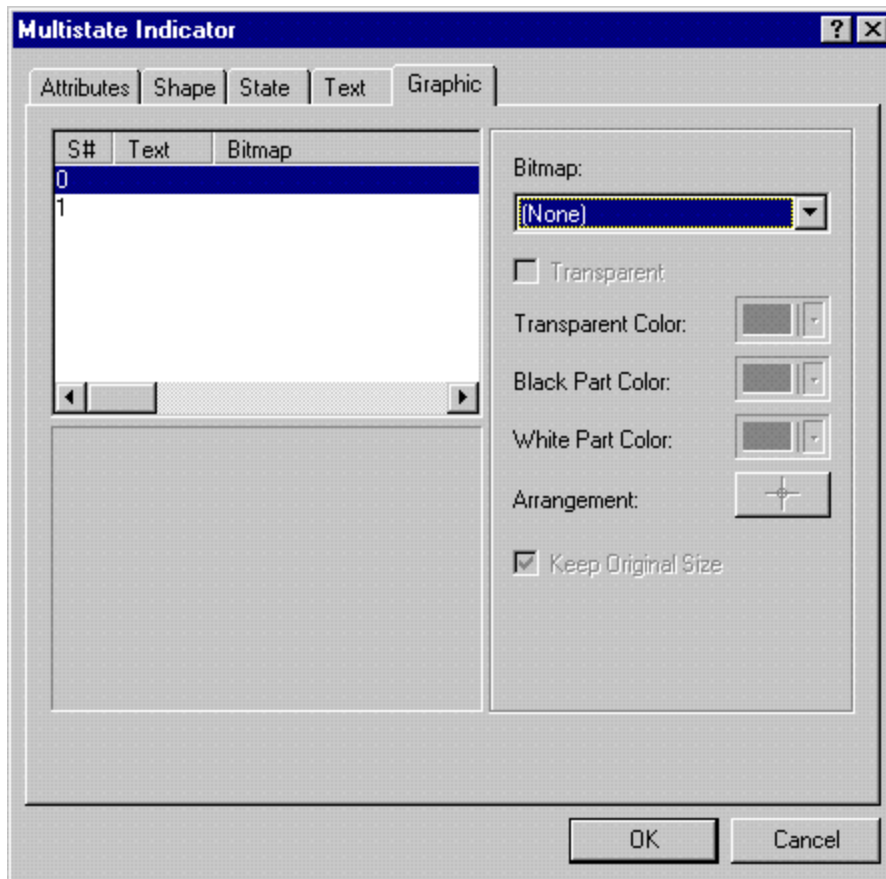 Multistate Indicator
Attributes Shape State Text Graphic
S# Text Bitmap
0
1
Bitmap:
(None)
Transparent
Transparent Color:
Black Part Color:
White Part Color:
Arrangement:
Keep Original Size
OK Cancel